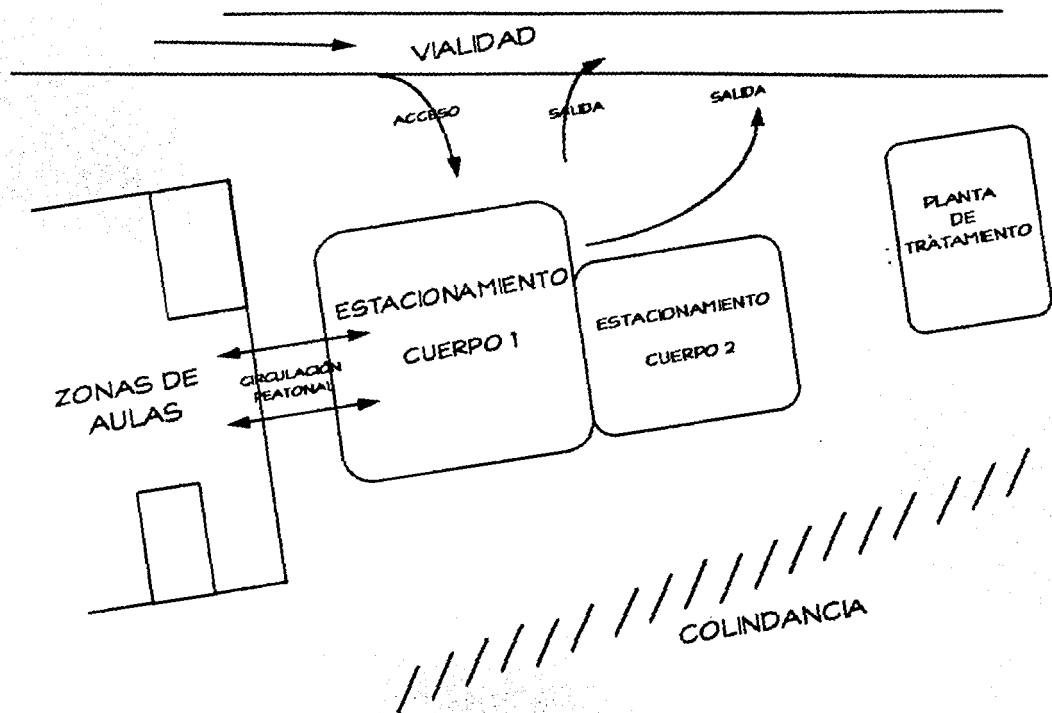 VIALIDAD
ACCESO
SALIDA
SALIDA
PLANTA
DE
TRATAMIENTO
ESTACIONAMIENTO
CUERPO 1
ESTACIONAMIENTO
CUERPO 2
ZONAS DE
AULAS
CIRCULACIÓN
PEATONAL
COLINDANCIA